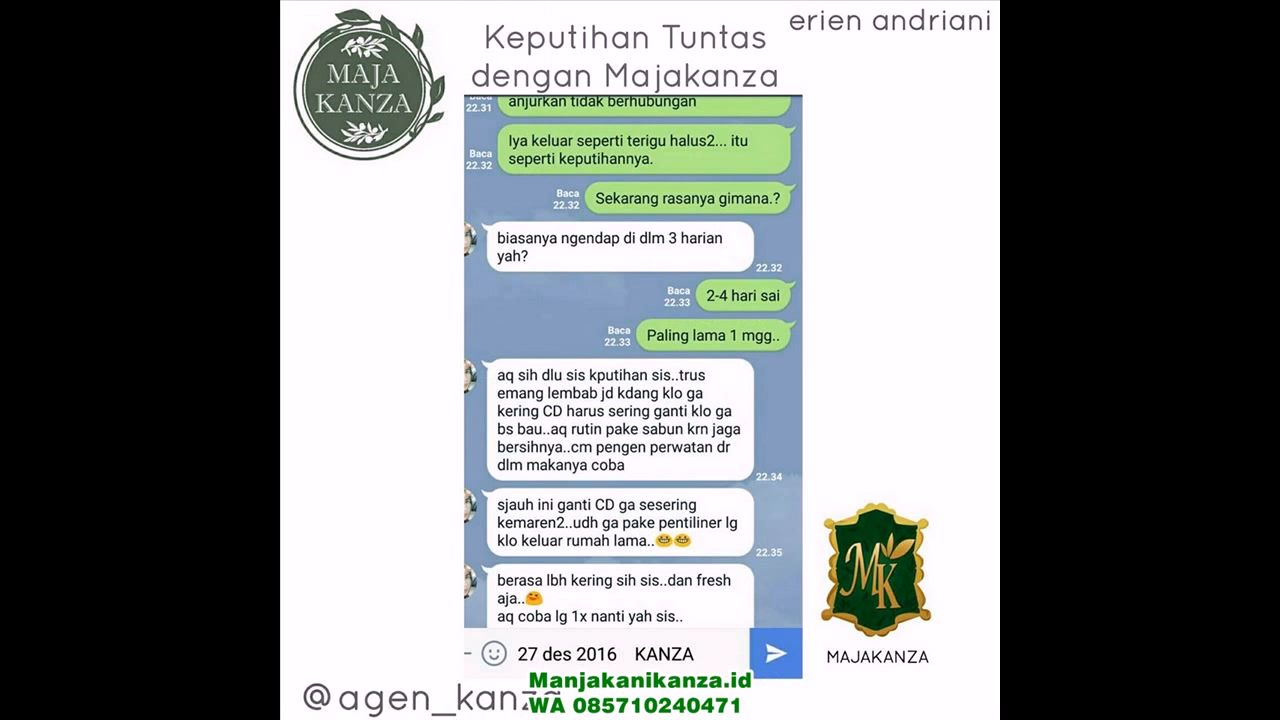 MAJA
KANZA
Keputihan Tuntas
dengan Majakanza
erien andriani
Baca
22.31
anjurkan tidak berhubungan
Iya keluar seperti terigu halus2... itu
seperti keputihannya.
Baca
22.32
Sekarang rasanya gimana.?
Baca
22.32
biasanya ngendap di dlm 3 harian
yah?
22.32
2-4 hari sai
Baca
22.33
Paling lama 1 mgg..
Baca
22.33
aq sih dlu sis kputihan sis..trus
emang lembab jd kdang klo ga
kering CD harus sering ganti klo ga
bs bau..aq rutin pake sabun krn jaga
bersihnya..cm pengen perwatan dr
dlm makanya coba
22.34
sjauh ini ganti CD ga sesering
kemaren2..udh ga pake pentiliner lg
klo keluar rumah lama..😁😁
22.35
berasa lbh kering sih sis..dan fresh
aja..☺️
aq coba lg 1x nanti yah sis..
27 des 2016 KANZA
MK
MAJAKANZA
@agen_kanza
Manjakanikanza.id
WA 085710240471